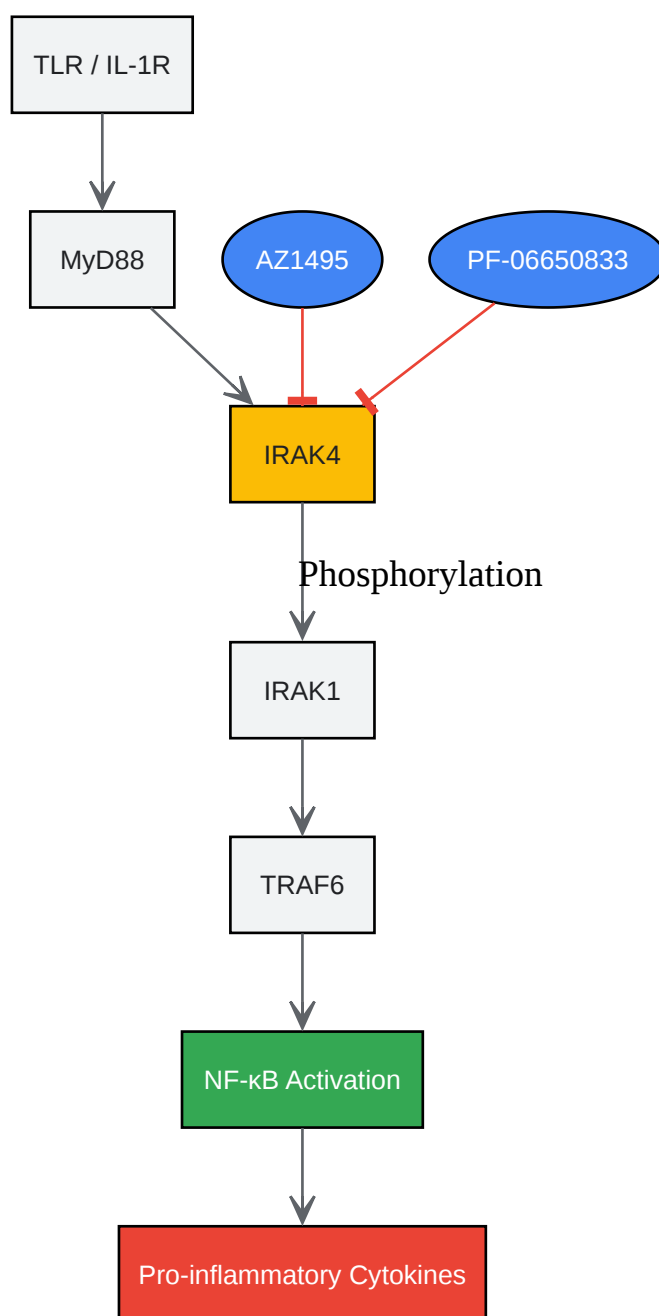 TLR / IL-1R
MyD88
AZ1495
PF-06650833
IRAK4
Phosphorylation
IRAK1
TRAF6
NF-κB Activation
Pro-inflammatory Cytokines